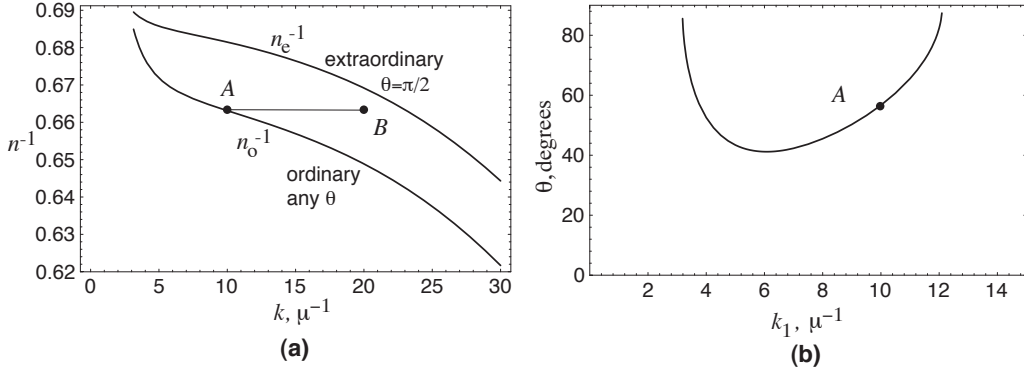 0.69
0.68
0.67
0.66
0.65
0.64
0.63
0.62
n⁻¹
nₑ⁻¹
extraordinary
θ=π/2
A
B
nₒ⁻¹
ordinary
any θ
0 5 10 15 20 25 30
k, μ⁻¹
(a)
80
60
40
20
0
θ, degrees
A
2 4 6 8 10 12 14
k₁, μ⁻¹
(b)